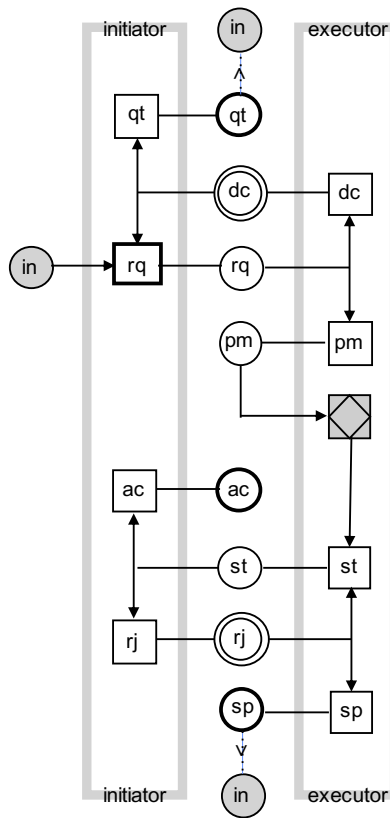 in
initiator
executor
qt
qt
^
dc
dc
in
rq
rq
pm
pm
ac
ac
st
st
rj
rj
sp
sp
v
initiator
in
executor